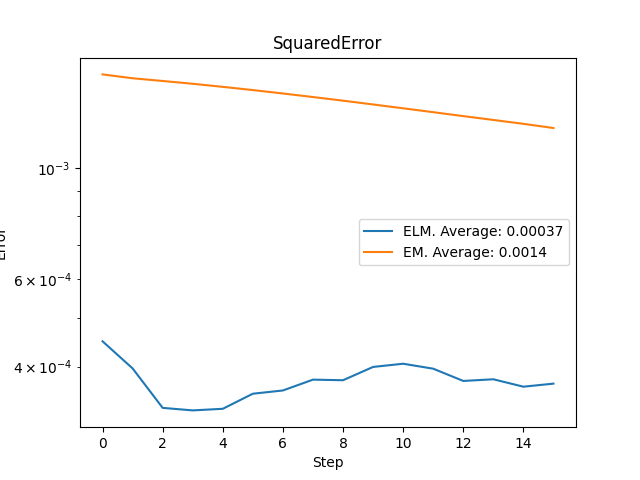 SquaredError
10⁻³
6 × 10⁻⁴
4 × 10⁻⁴
Error
ELM. Average: 0.00037
EM. Average: 0.0014
0 2 4 6 8 10 12 14
Step